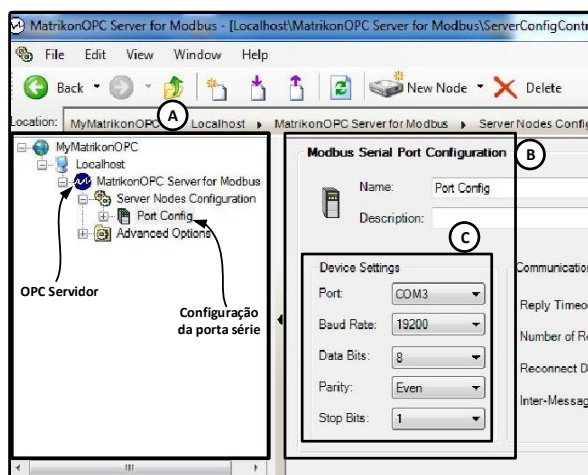 MatrikonOPC Server for Modbus - [Localhost\MatrikonOPC Server for Modbus\ServerConfigContr
File Edit View Window Help
Back New Node Delete
A
Location: MyMatrikonOPC Localhost MatrikonOPC Server for Modbus Server Nodes Config
MyMatrikonOPC
Localhost
MatrikonOPC Server for Modbus
Server Nodes Configuration
Port Config
Advanced Options
OPC Servidor
Configuração
da porta série
B
Modbus Serial Port Configuration
Name: Port Config
Description:
C
Device Settings
Port: COM3
Baud Rate: 19200
Data Bits: 8
Parity: Even
Stop Bits: 1
Communication
Reply Timeo
Number of Re
Reconnect D
Inter-Messag